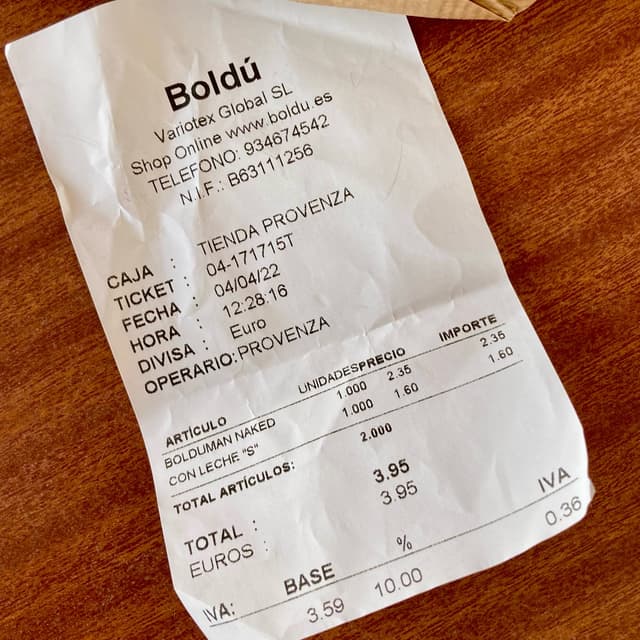 Boldú
Variotex Global SL
Shop Online www.boldu.es
TELEFONO: 934674542
N.I.F.: B63111256
CAJA : TIENDA PROVENZA
TICKET : 04-171715T
FECHA : 04/04/22
HORA : 12:28:16
DIVISA : Euro
OPERARIO: PROVENZA
ARTÍCULO UNIDADESPRECIO IMPORTE
BOLDUMAN NAKED 1.000 2.35 2.35
CON LECHE "S" 1.000 1.60 1.60
TOTAL ARTÍCULOS: 2.000
TOTAL : 3.95
EUROS : 3.95
IVA: BASE % IVA
3.59 10.00 0.36